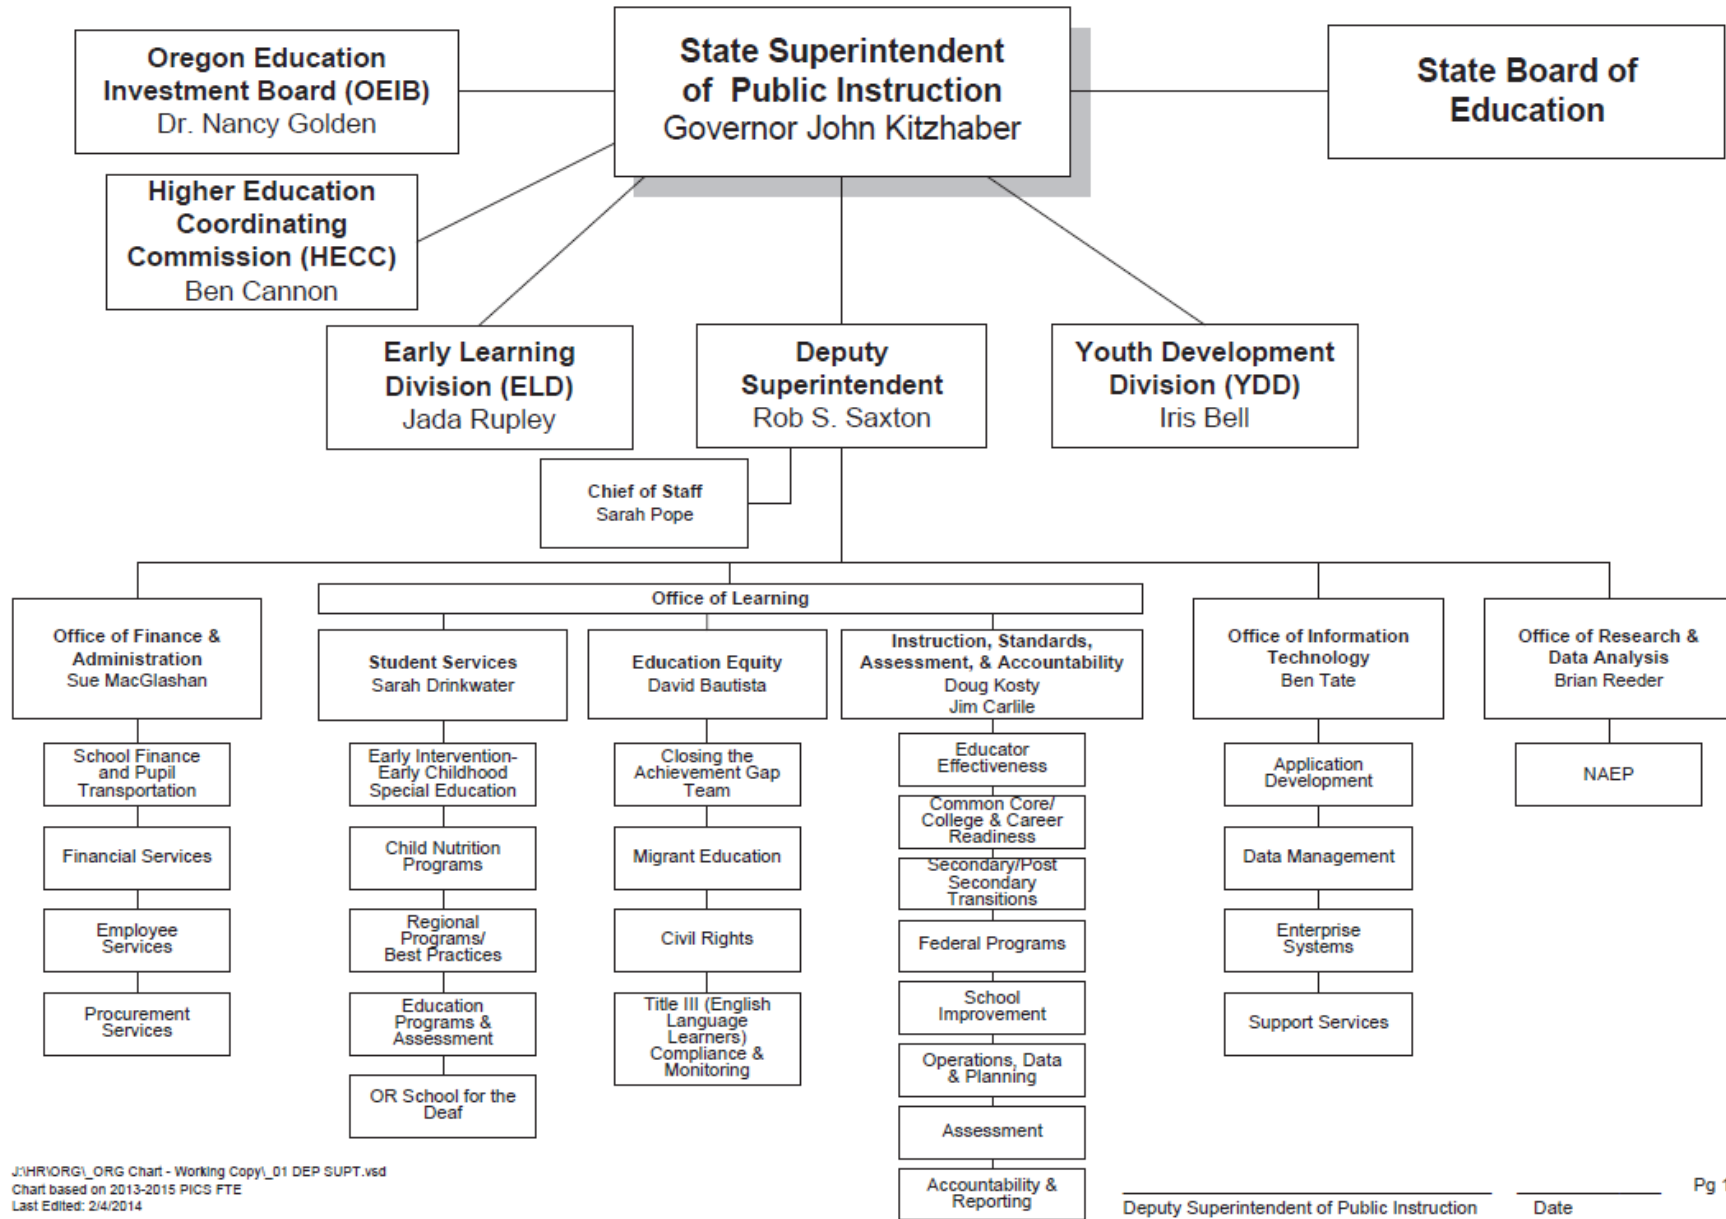 Oregon Education
Investment Board (OEIB)
Dr. Nancy Golden
State Superintendent
of Public Instruction
Governor John Kitzhaber
State Board of
Education
Higher Education
Coordinating
Commission (HECC)
Ben Cannon
Early Learning
Division (ELD)
Jada Rupley
Deputy
Superintendent
Rob S. Saxton
Youth Development
Division (YDD)
Iris Bell
Chief of Staff
Sarah Pope
Office of Finance &
Administration
Sue MacGlashan
Office of Learning
Student Services
Sarah Drinkwater
Education Equity
David Bautista
Instruction, Standards,
Assessment, & Accountability
Doug Kosty
Jim Carlile
Office of Information
Technology
Ben Tate
Office of Research &
Data Analysis
Brian Reeder
School Finance
and Pupil
Transportation
Financial Services
Employee
Services
Procurement
Services
Early Intervention-
Early Childhood
Special Education
Child Nutrition
Programs
Regional
Programs/
Best Practices
Education
Programs &
Assessment
OR School for the
Deaf
Closing the
Achievement Gap
Team
Migrant Education
Civil Rights
Title III (English
Language
Learners)
Compliance &
Monitoring
Educator
Effectiveness
Common Core/
College & Career
Readiness
Secondary/Post
Secondary
Transitions
Federal Programs
School
Improvement
Operations, Data
& Planning
Assessment
Accountability &
Reporting
Application
Development
Data Management
Enterprise
Systems
Support Services
NAEP
J:\HR\ORG\_ORG Chart - Working Copy\_01 DEP SUPT.vsd
Chart based on 2013-2015 PICS FTE
Last Edited: 2/4/2014
Deputy Superintendent of Public Instruction
Date
Pg 1